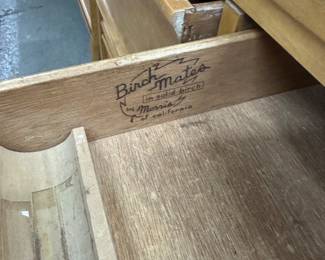 Birch Mates
in solid birch
by Morris
of california